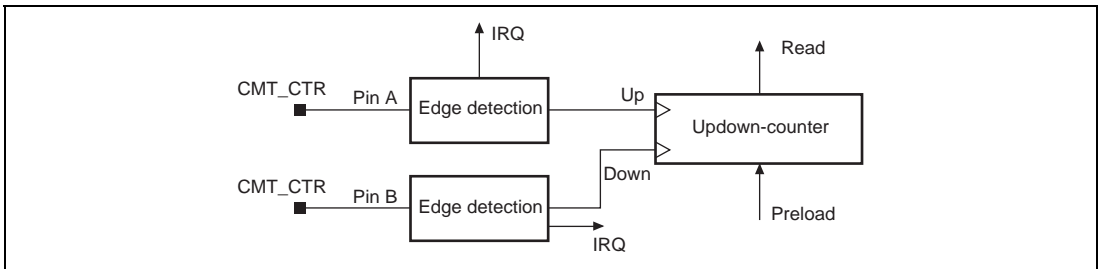 IRQ
Read
CMT_CTR
Pin A
Edge detection
Up
Updown-counter
CMT_CTR
Pin B
Edge detection
Down
IRQ
Preload